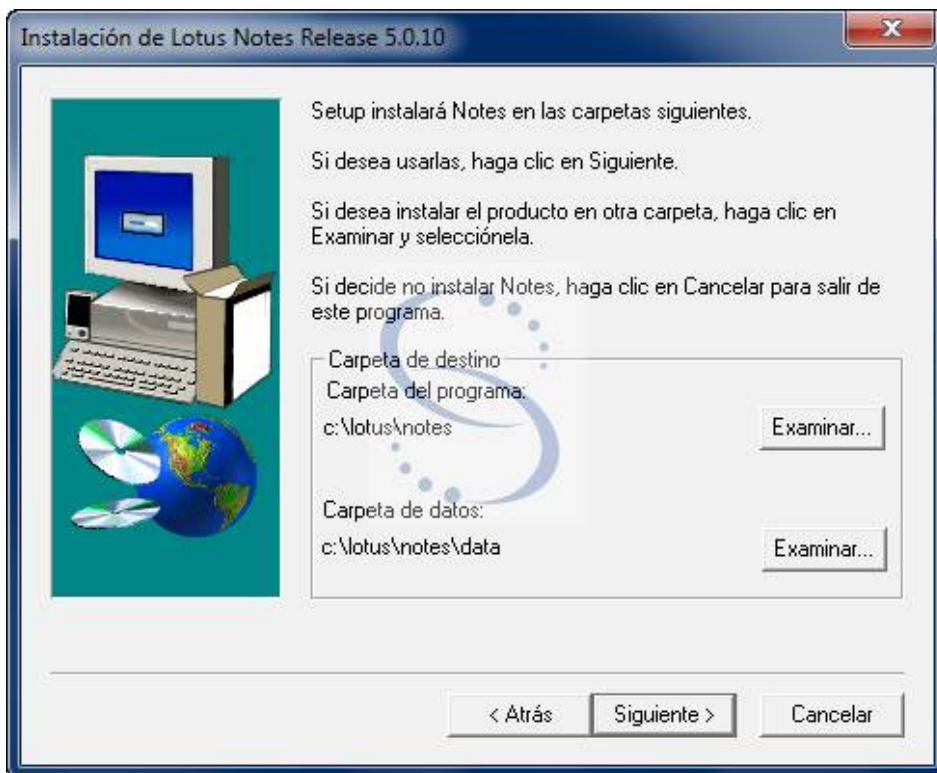 Instalación de Lotus Notes Release 5.0.10
Setup instalará Notes en las carpetas siguientes.
Si desea usarlas, haga clic en Siguiente.
Si desea instalar el producto en otra carpeta, haga clic en
Examinar y selecciónela.
Si decide no instalar Notes, haga clic en Cancelar para salir de
este programa.
Carpeta de destino
Carpeta del programa:
c:\lotus\notes
Examinar...
Carpeta de datos:
c:\lotus\notes\data
Examinar...
< Atrás
Siguiente >
Cancelar